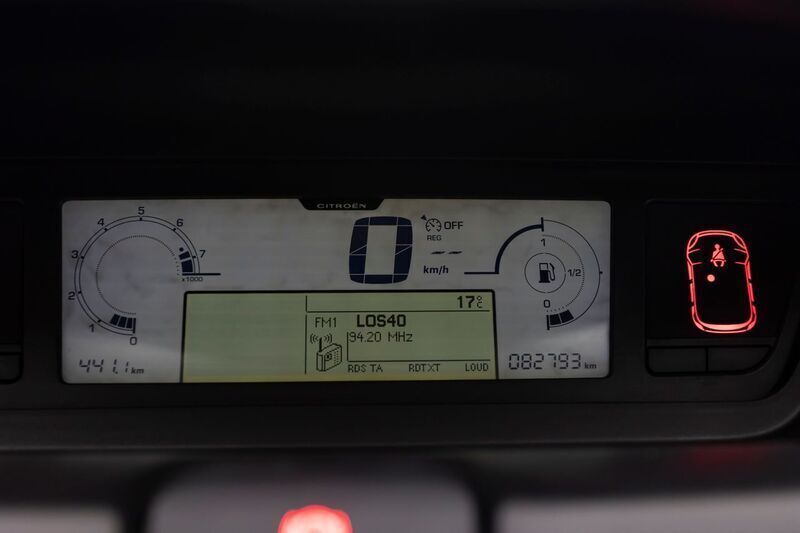 CITROËN
4 5 6
3 7
2 x1000
1
0
441.1 km
0
km/h
OFF
REG
--
1
1/2
0
17°C
FM1 LOS40
94.20 MHz
RDS TA RDTXT LOUD
082793 km